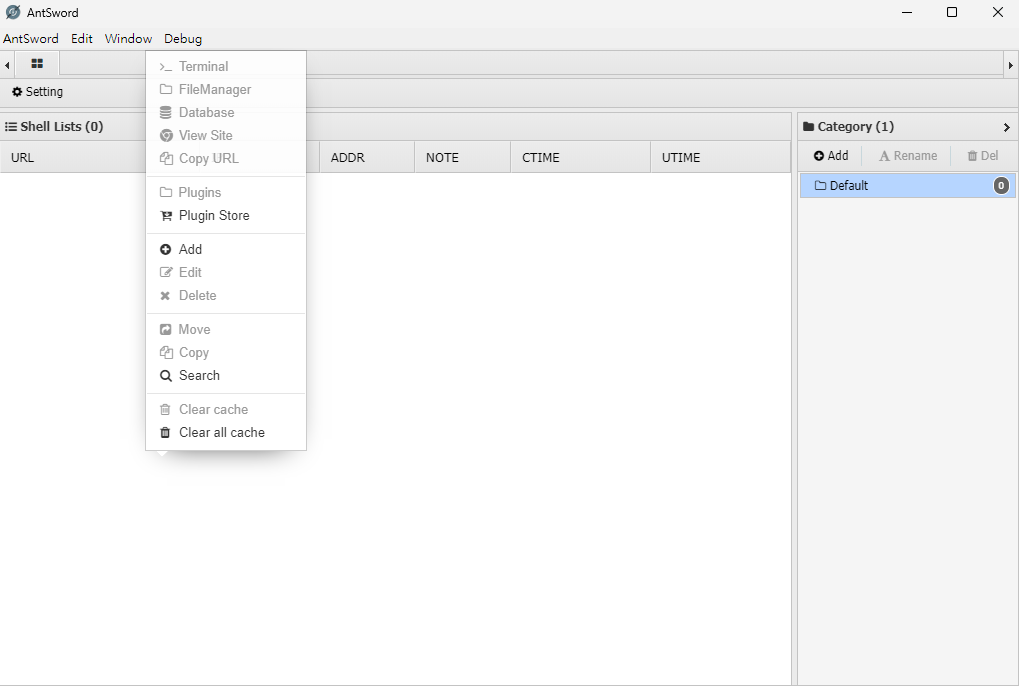 AntSword
AntSword Edit Window Debug
Setting
Shell Lists (0)
URL ADDR NOTE CTIME UTIME
Terminal
FileManager
Database
View Site
Copy URL
Plugins
Plugin Store
Add
Edit
Delete
Move
Copy
Search
Clear cache
Clear all cache
Category (1)
Add Rename Del
Default 0